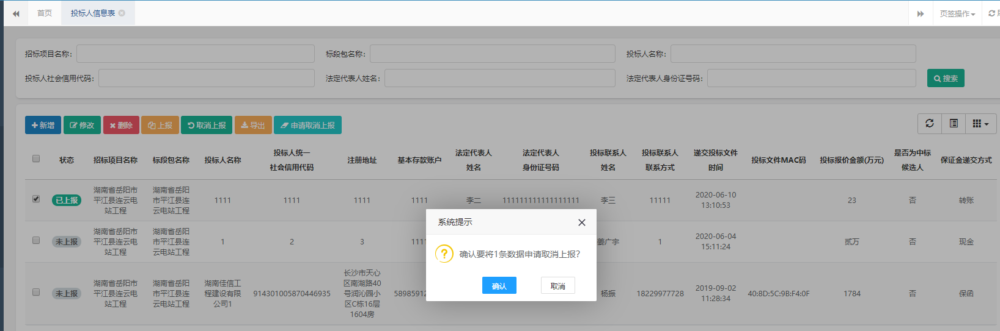 首页
投标人信息表
页签操作
招标项目名称：
标段包名称：
投标人名称：
投标人社会信用代码：
法定代表人姓名：
法定代表人身份证号码：
搜索
新增
修改
删除
上报
取消上报
导出
申请取消上报
状态
招标项目名称
标段包名称
投标人名称
投标人统一
社会信用代码
注册地址
基本存款账户
法定代表人
姓名
法定代表人
身份证号码
投标联系人
姓名
投标联系人
联系方式
递交投标文件
时间
投标文件MAC码
投标报价金额(万元)
是否为中标
候选人
保证金递交方式
已上报
湖南省岳阳市
平江县连云电
站工程
湖南省岳阳
市平江县连
云电站工程
1111
1111
1111
1111
李二
111111111111111111
李三
11111
2020-06-10
13:10:53
23
否
转账
未上报
湖南省岳阳市
平江县连云电
站工程
湖南省岳阳
市平江县连
云电站工程
1
2
3
1111
姜广宇
1
2020-06-04
15:11:24
贰万
否
现金
未上报
湖南省岳阳市
平江县连云电
站工程
湖南省岳阳
市平江县连
云电站工程
湖南佳信工
程建设有限
公司1
914301005870446935
长沙市天心
区南湖路40
号润沁园小
区C栋16层
1604房
58985912
杨振
18229977728
2019-09-02
11:28:34
40:8D:5C:9B:F4:0F
1784
否
保函
系统提示
确认要将1条数据申请取消上报?
确认
取消